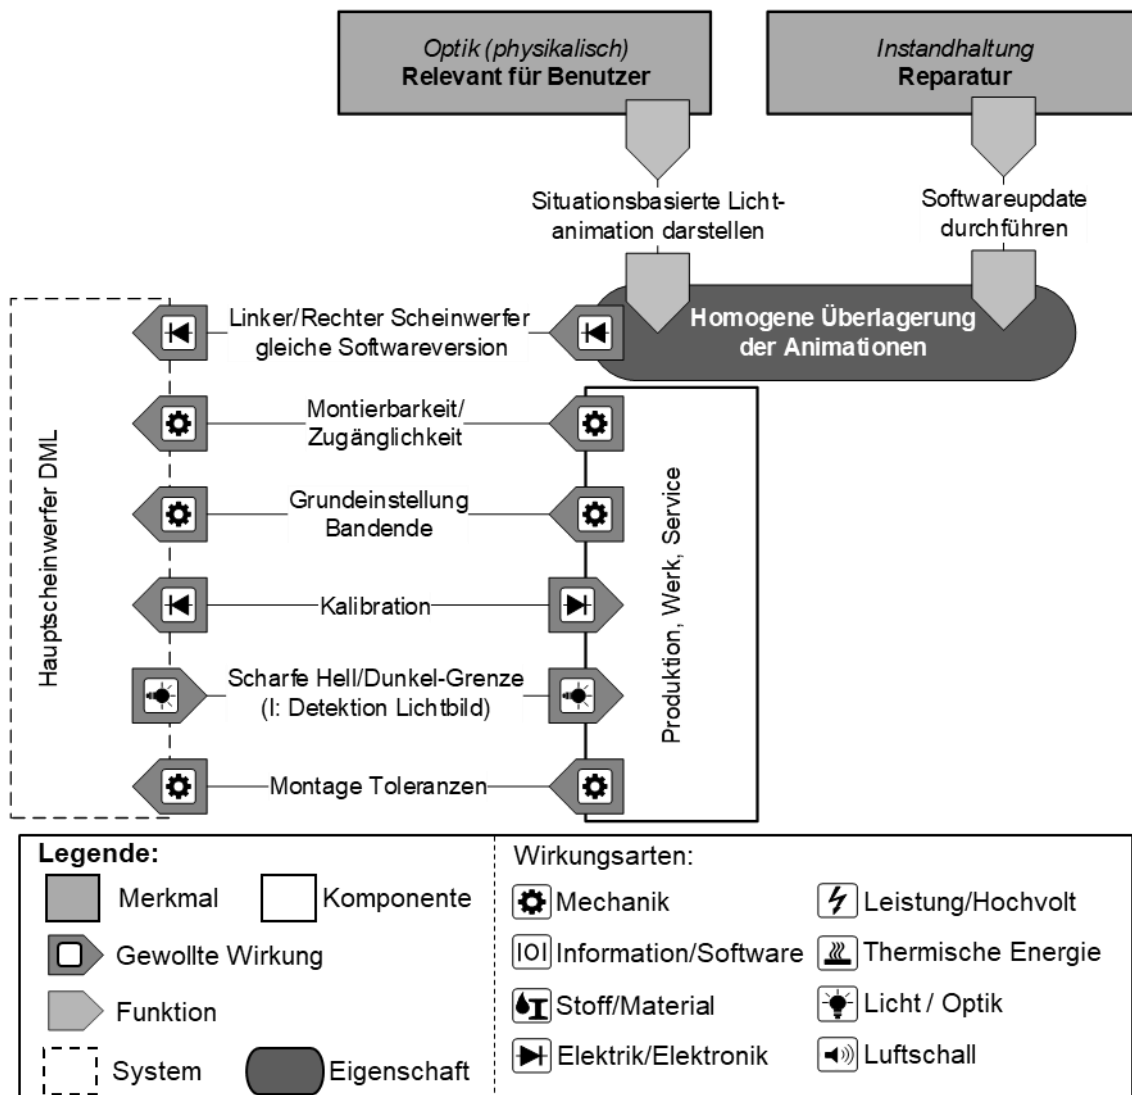 Optik (physikalisch)
Relevant für Benutzer
Instandhaltung
Reparatur
Situationsbasierte Licht-
animation darstellen
Softwareupdate
durchführen
Linker/Rechter Scheinwerfer
gleiche Softwareversion
Homogene Überlagerung
der Animationen
Montierbarkeit/
Zugänglichkeit
Grundeinstellung
Bandende
Kalibration
Scharfe Hell/Dunkel-Grenze
(I: Detektion Lichtbild)
Montage Toleranzen
Hauptscheinwerfer DML
Produktion, Werk, Service
Legende:
Merkmal
Komponente
Gewollte Wirkung
Funktion
System
Eigenschaft
Wirkungsarten:
Mechanik
Leistung/Hochvolt
IOI Information/Software
Thermische Energie
Stoff/Material
Licht / Optik
Elektrik/Elektronik
Luftschall